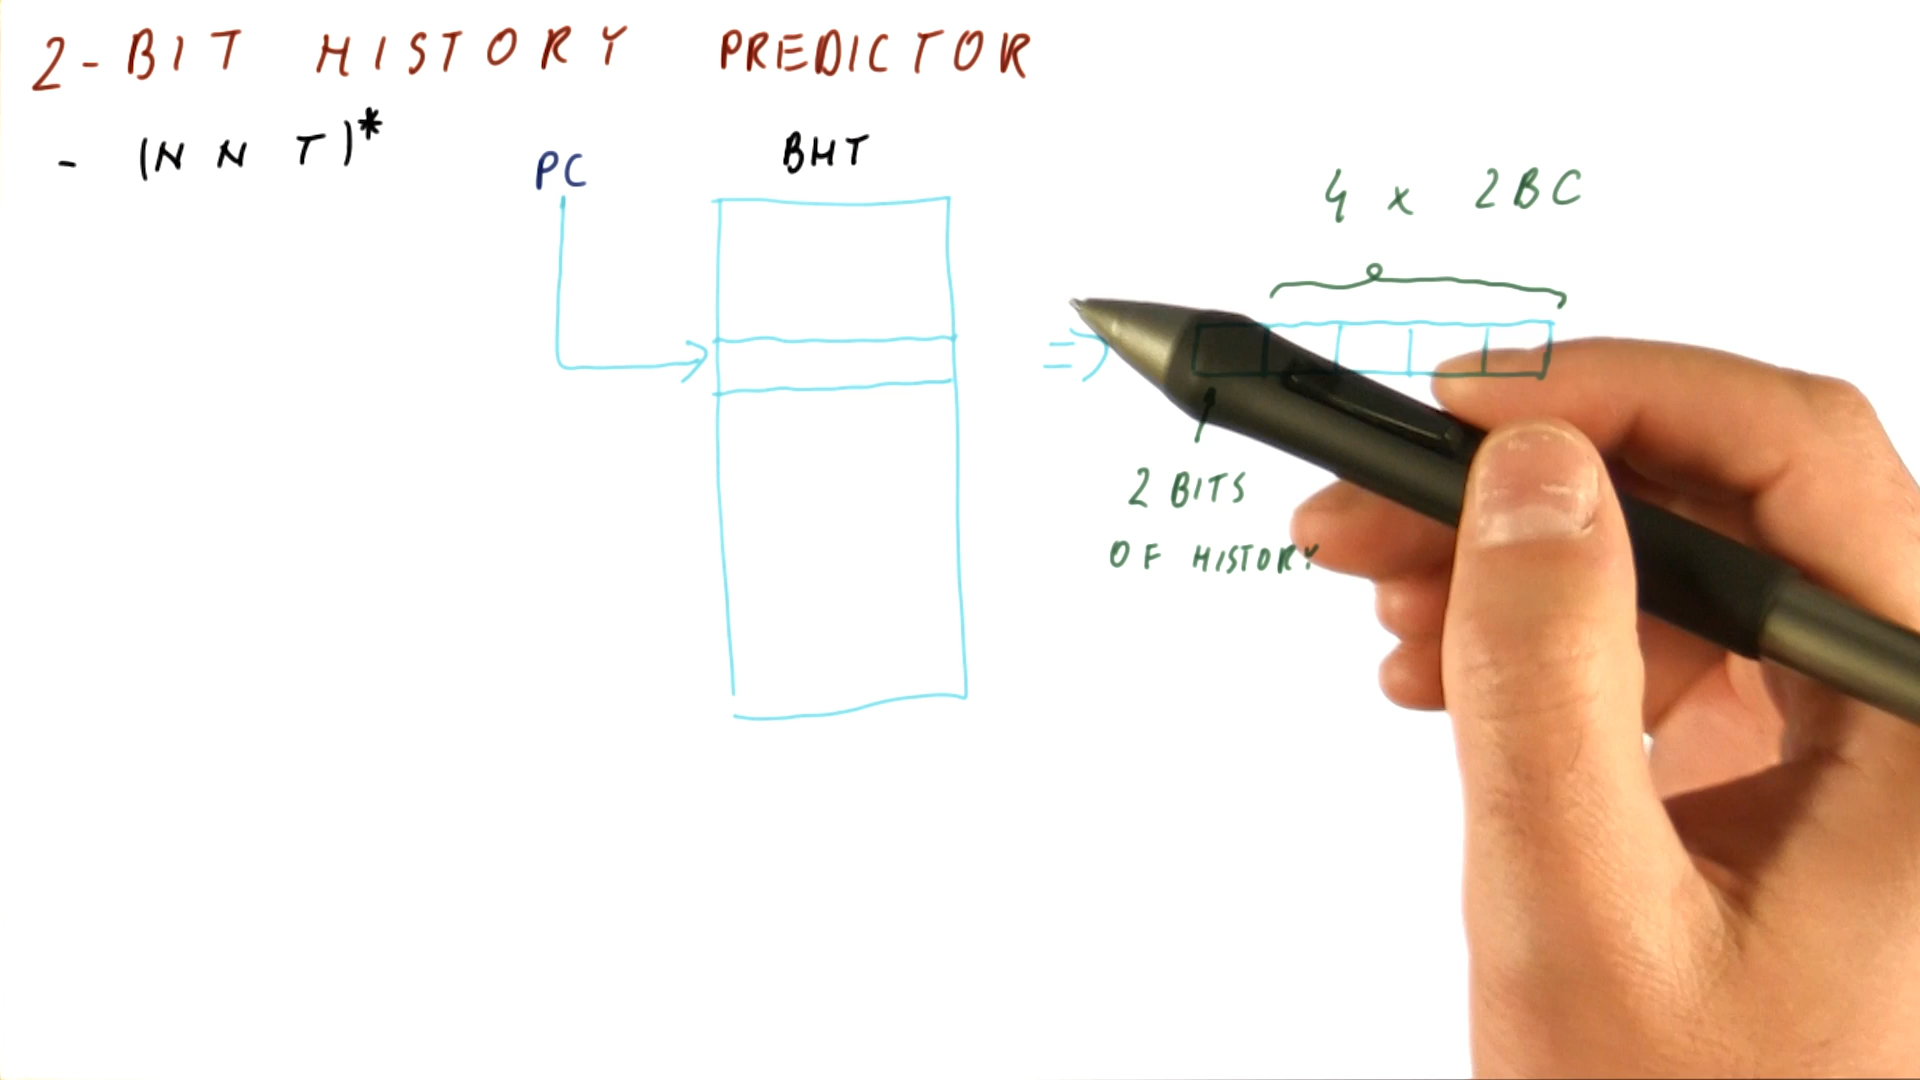 2-BIT HISTORY PREDICTOR
- (N N T)*
PC
BHT
4 x 2BC
=>
2 BITS
OF HISTORY